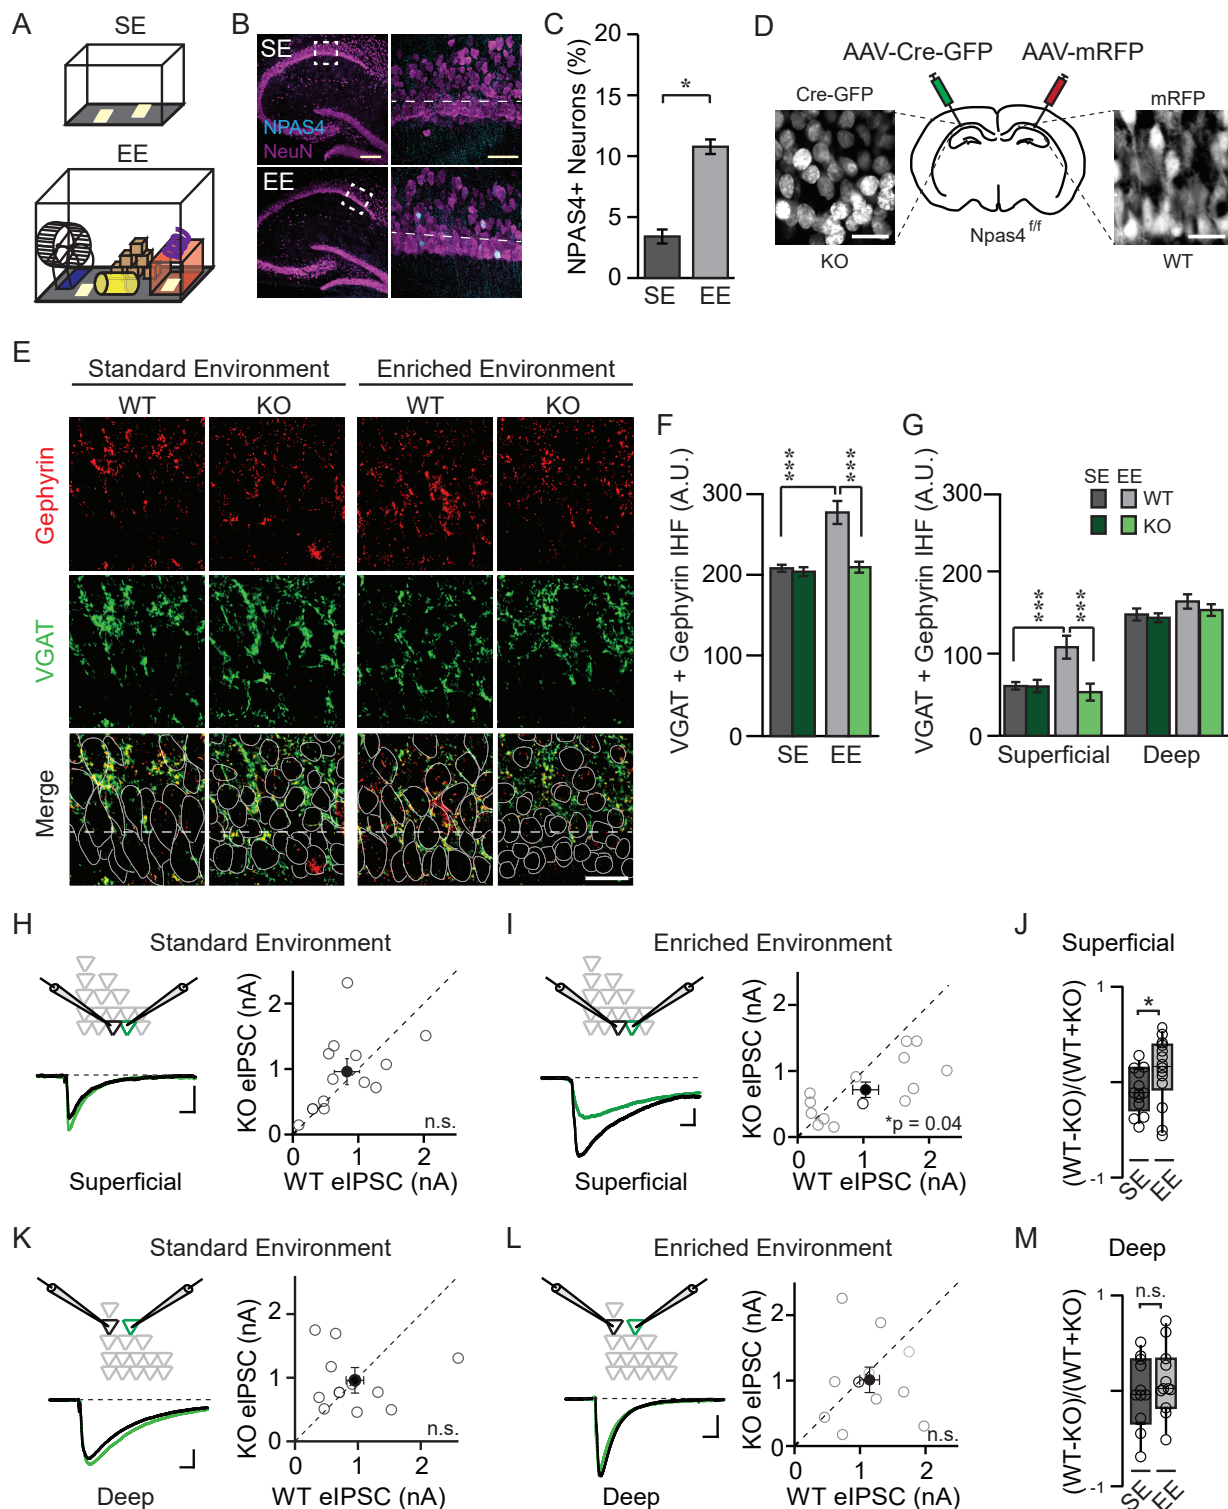 A
SE
EE
B
SE
NPAS4
NeuN
EE
C
NPAS4+ Neurons (%)
20
15
10
5
0
*
SE EE
D
AAV-Cre-GFP AAV-mRFP
Cre-GFP mRFP
Npas4 f/f
KO WT
E
Standard Environment Enriched Environment
WT KO WT KO
Gephyrin
VGAT
Merge
F
VGAT + Gephyrin IHF (A.U.)
300
200
100
0
*** ***
SE EE
G
VGAT + Gephyrin IHF (A.U.)
300
200
100
0
SE EE
WT
KO
*** ***
Superficial Deep
H
Standard Environment
Superficial
KO eIPSC (nA)
2
1
0
n.s.
0 1 2
WT eIPSC (nA)
I
Enriched Environment
Superficial
KO eIPSC (nA)
2
1
0
*p = 0.04
0 1 2
WT eIPSC (nA)
J
Superficial
(WT-KO)/(WT+KO)
1
-1
*
SE EE
K
Standard Environment
Deep
KO eIPSC (nA)
2
1
0
n.s.
0 1 2
WT eIPSC (nA)
L
Enriched Environment
Deep
KO eIPSC (nA)
2
1
0
n.s.
0 1 2
WT eIPSC (nA)
M
Deep
(WT-KO)/(WT+KO)
1
-1
n.s.
SE EE